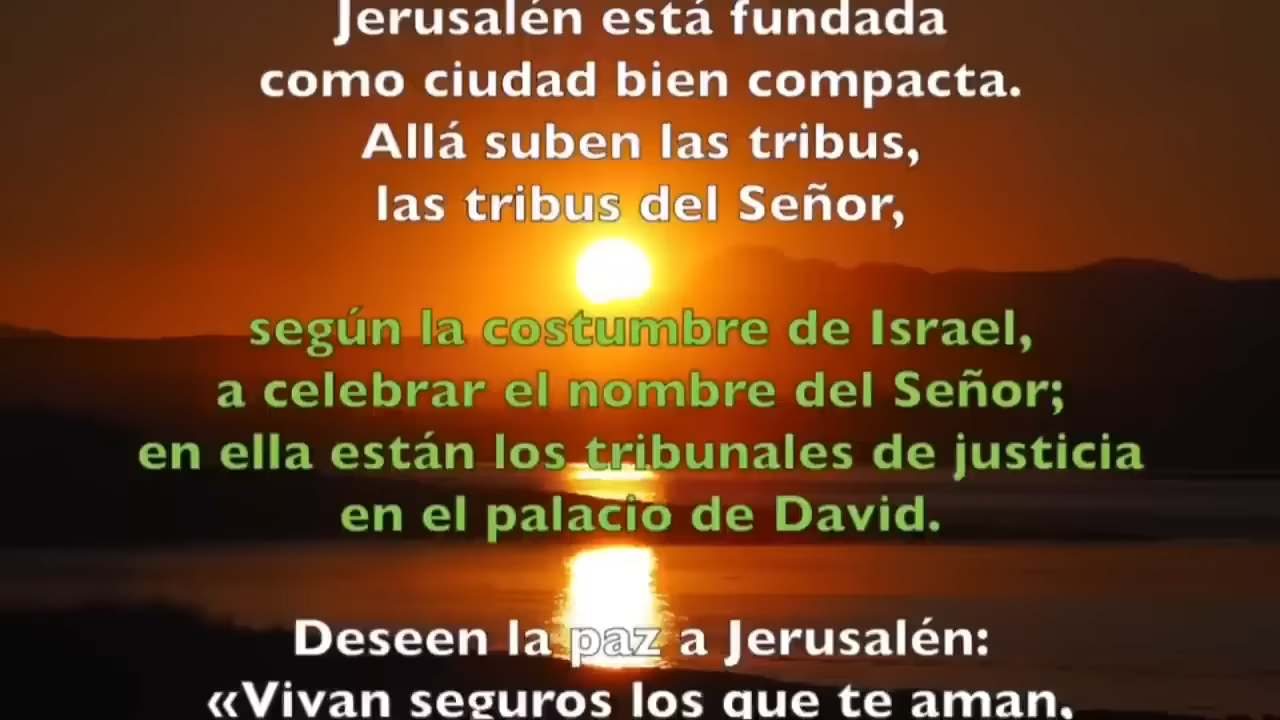 Jerusalén está fundada
como ciudad bien compacta.
Allá suben las tribus,
las tribus del Señor,
según la costumbre de Israel,
a celebrar el nombre del Señor;
en ella están los tribunales de justicia
en el palacio de David.
Deseen la paz a Jerusalén:
«Vivan seguros los que te aman,